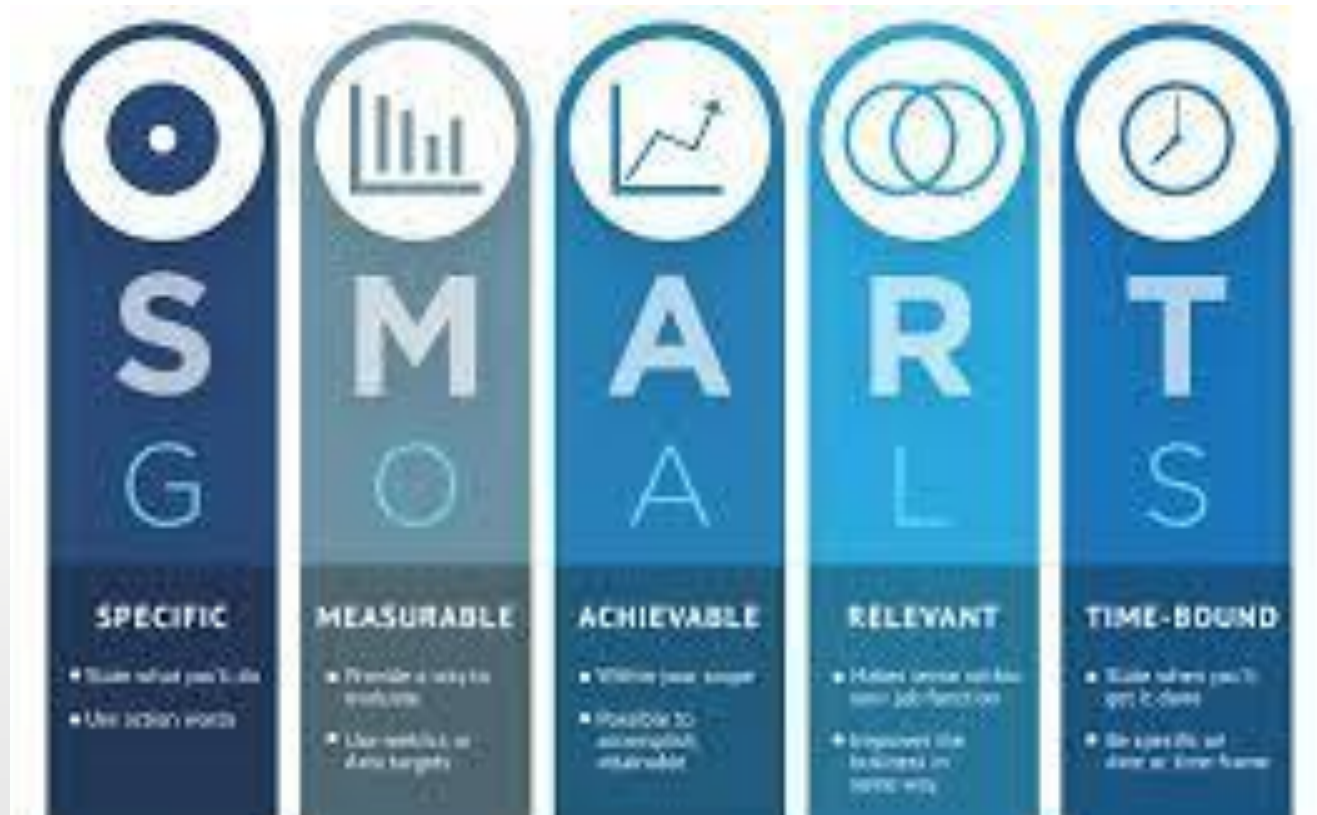 S M A R T
G O A L S
SPECIFIC
• State what you'll do
• Use action words
MEASURABLE
• Provide a way to
evaluate
• Use metrics or
data targets
ACHIEVABLE
• Within your scope
• Possible to
accomplish,
attainable
RELEVANT
• Makes sense within
your job function
• Improves the
business in
some way
TIME-BOUND
• State when you'll
get it done
• Be specific on
date or time frame